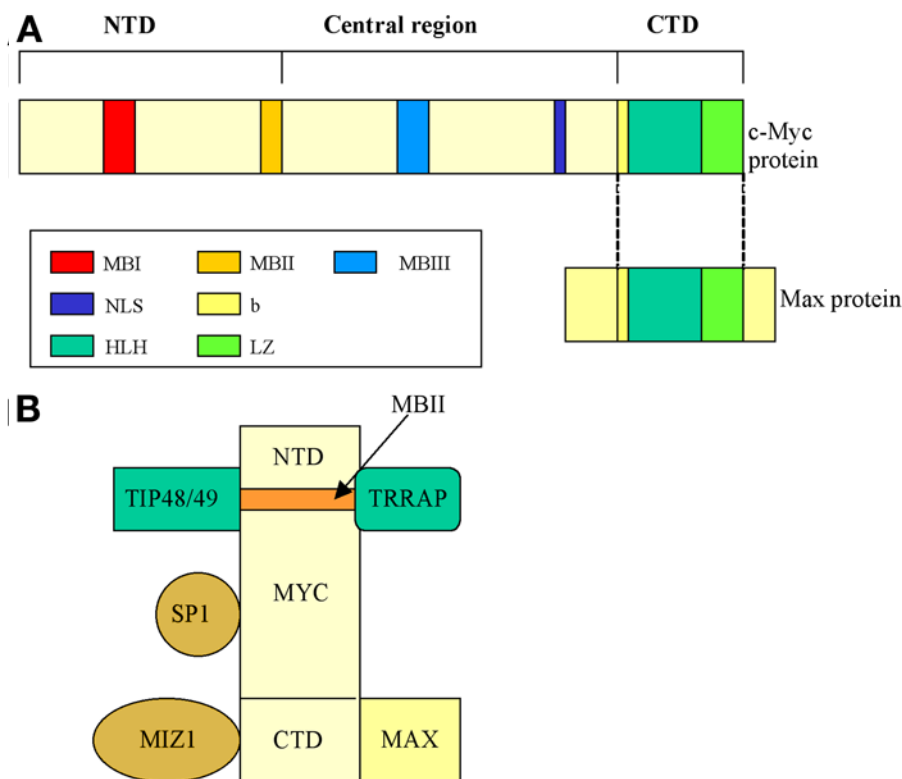 A
NTD Central region CTD
c-Myc
protein
MBI MBII MBIII
NLS b
HLH LZ
Max protein
B
MBII
NTD
TIP48/49 TRRAP
MYC
SP1
MIZ1 CTD MAX